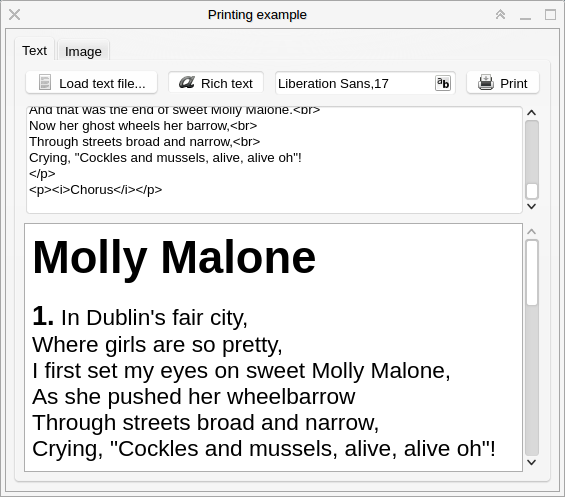 Printing example
Text Image
Load text file... a Rich text Liberation Sans,17 ab Print
And that was the end of sweet Molly Malone.<br>
Now her ghost wheels her barrow,<br>
Through streets broad and narrow,<br>
Crying, "Cockles and mussels, alive, alive oh"!
</p>
<p><i>Chorus</i></p>
Molly Malone
1. In Dublin's fair city,
Where girls are so pretty,
I first set my eyes on sweet Molly Malone,
As she pushed her wheelbarrow
Through streets broad and narrow,
Crying, "Cockles and mussels, alive, alive oh"!